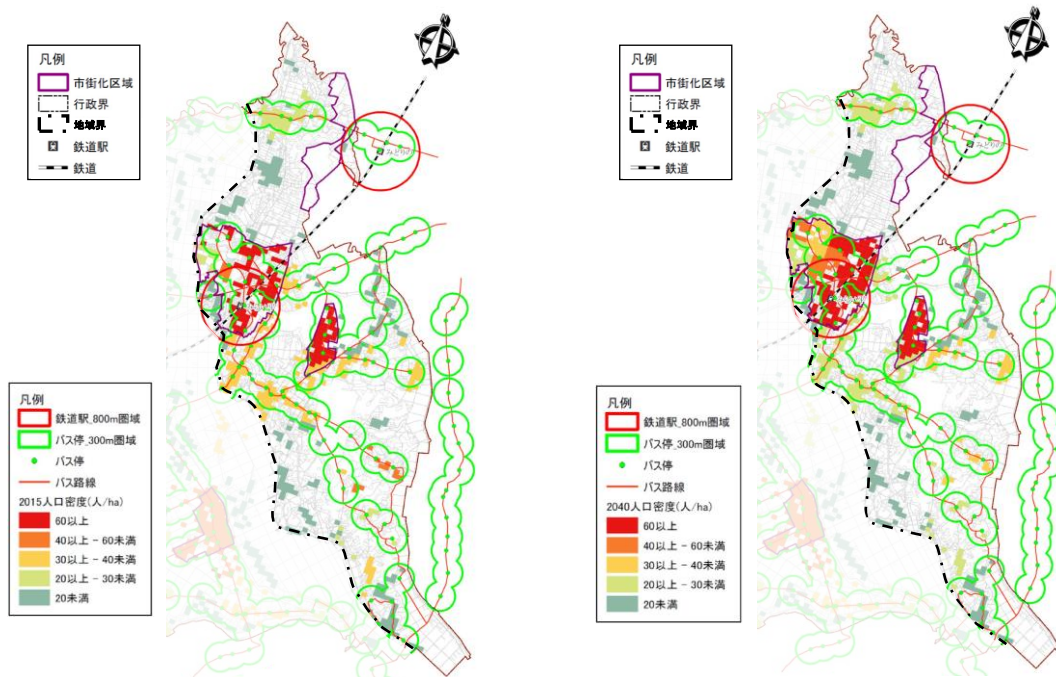 凡例
市街化区域
行政界
地域界
鉄道駅
鉄道
凡例
鉄道駅_800m圏域
バス停_300m圏域
バス停
バス路線
2015人口密度(人/ha)
60以上
40以上 - 60未満
30以上 - 40未満
20以上 - 30未満
20未満
凡例
市街化区域
行政界
地域界
鉄道駅
鉄道
凡例
鉄道駅_800m圏域
バス停_300m圏域
バス停
バス路線
2040人口密度(人/ha)
60以上
40以上 - 60未満
30以上 - 40未満
20以上 - 30未満
20未満